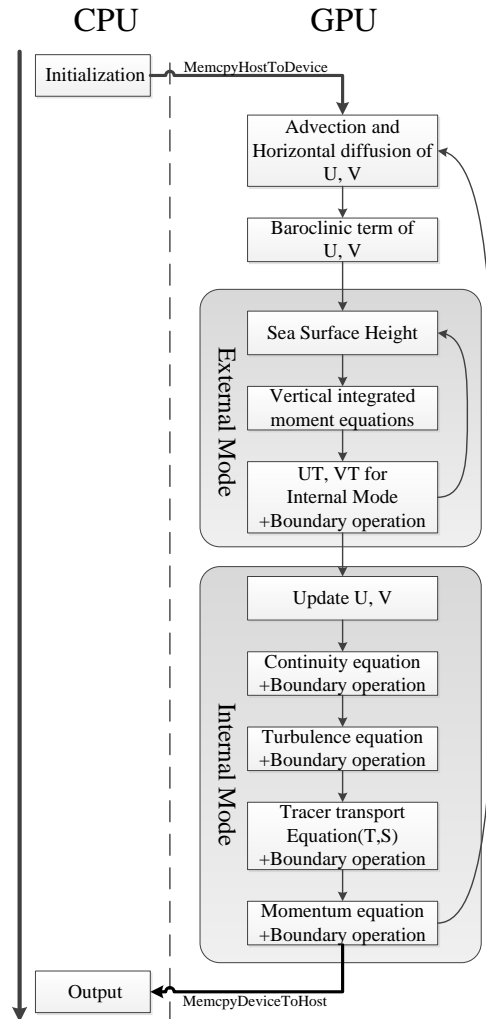 CPU
GPU
Initialization
MemcpyHostToDevice
Advection and
Horizontal diffusion of
U, V
Baroclinic term of
U, V
External Mode
Sea Surface Height
Vertical integrated
moment equations
UT, VT for
Internal Mode
+Boundary operation
Internal Mode
Update U, V
Continuity equation
+Boundary operation
Turbulence equation
+Boundary operation
Tracer transport
Equation(T,S)
+Boundary operation
Momentum equation
+Boundary operation
Output
MemcpyDeviceToHost